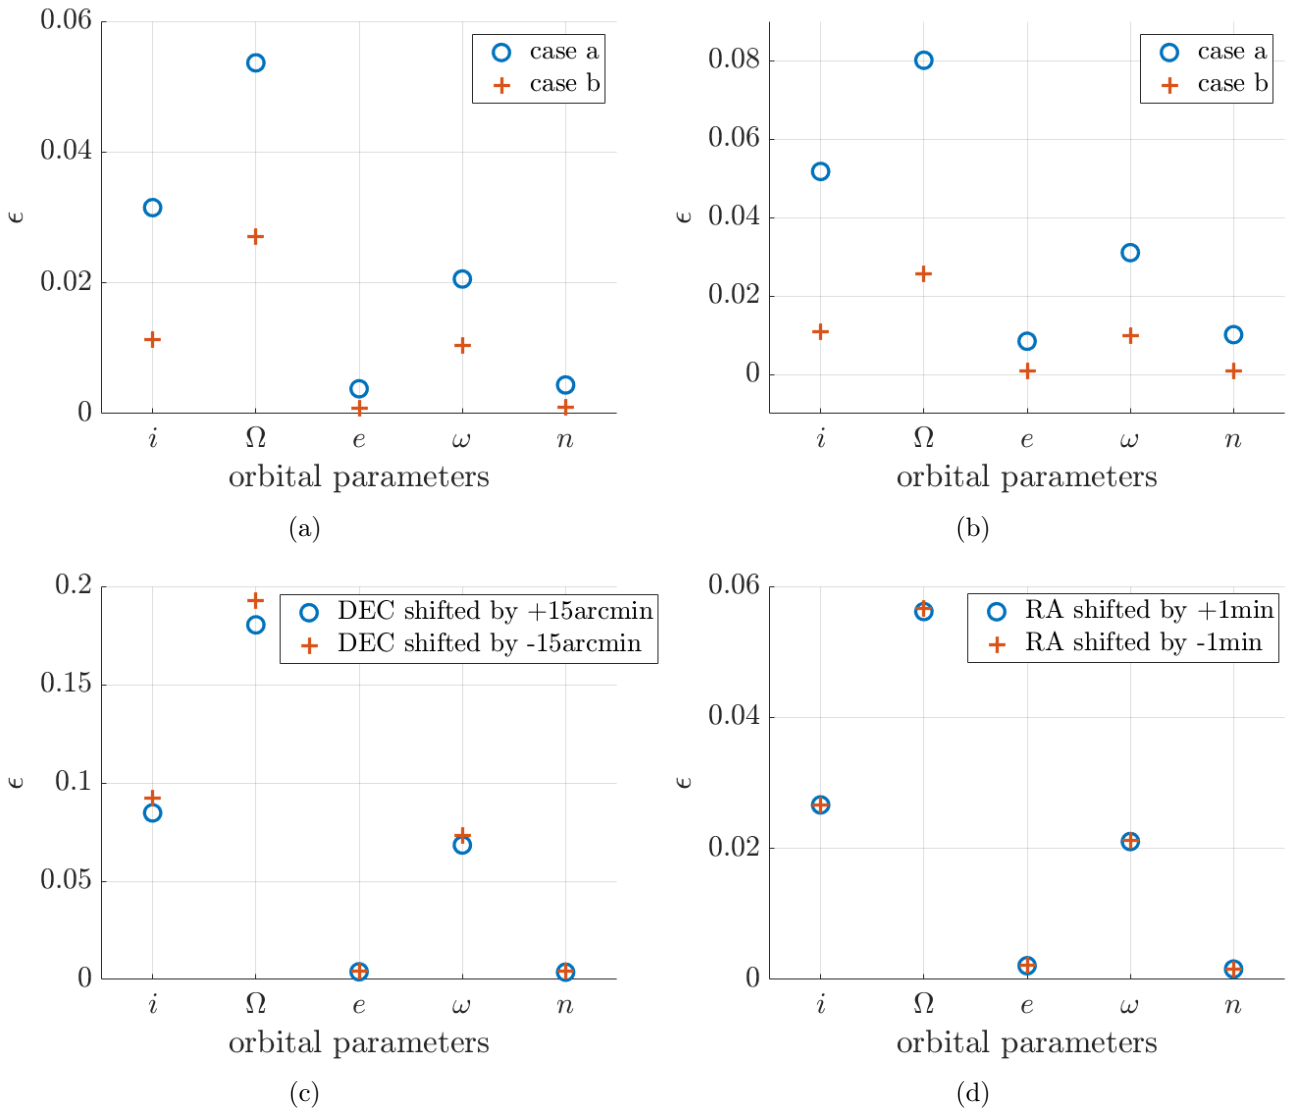 0.06
0.04
0.02
0
ϵ
case a
case b
i Ω e ω n
orbital parameters
(a)
0.08
0.06
0.04
0.02
0
ϵ
case a
case b
i Ω e ω n
orbital parameters
(b)
0.2
0.15
0.1
0.05
0
ϵ
DEC shifted by +15arcmin
DEC shifted by -15arcmin
i Ω e ω n
orbital parameters
(c)
0.06
0.04
0.02
0
ϵ
RA shifted by +1min
RA shifted by -1min
i Ω e ω n
orbital parameters
(d)